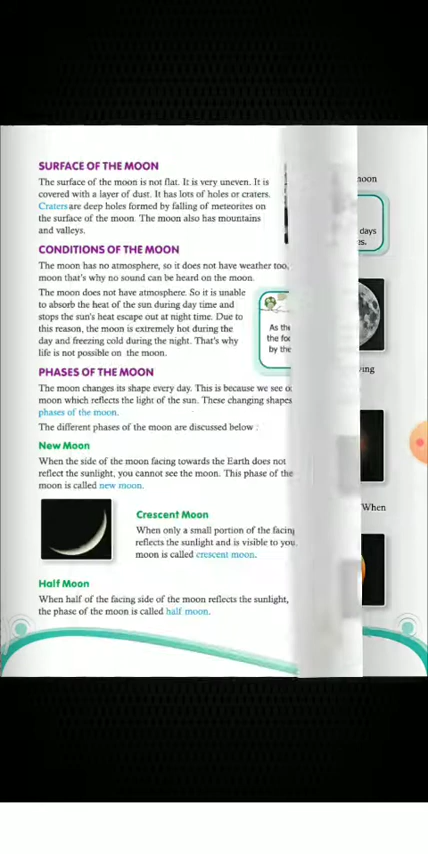 SURFACE OF THE MOON
The surface of the moon is not flat. It is very uneven. It is
covered with a layer of dust. It has lots of holes or craters.
Craters are deep holes formed by falling of meteorites on
the surface of the moon. The moon also has mountains
and valleys.
CONDITIONS OF THE MOON
The moon has no atmosphere, so it does not have weather too,
moon that's why no sound can be heard on the moon.
The moon does not have atmosphere. So it is unable
to absorb the heat of the sun during day time and
stops the sun's heat escape out at night time. Due to
this reason, the moon is extremely hot during the
day and freezing cold during the night. That's why
life is not possible on the moon.
As the
the foo
by the
PHASES OF THE MOON
The moon changes its shape every day. This is because we see o
moon which reflects the light of the sun. These changing shapes
phases of the moon.
The different phases of the moon are discussed below :
New Moon
When the side of the moon facing towards the Earth does not
reflect the sunlight, you cannot see the moon. This phase of the
moon is called new moon.
Crescent Moon
When only a small portion of the facing
reflects the sunlight and is visible to you.
moon is called crescent moon.
Half Moon
When half of the facing side of the moon reflects the sunlight,
the phase of the moon is called half moon.
noon
days
es.
ing
When